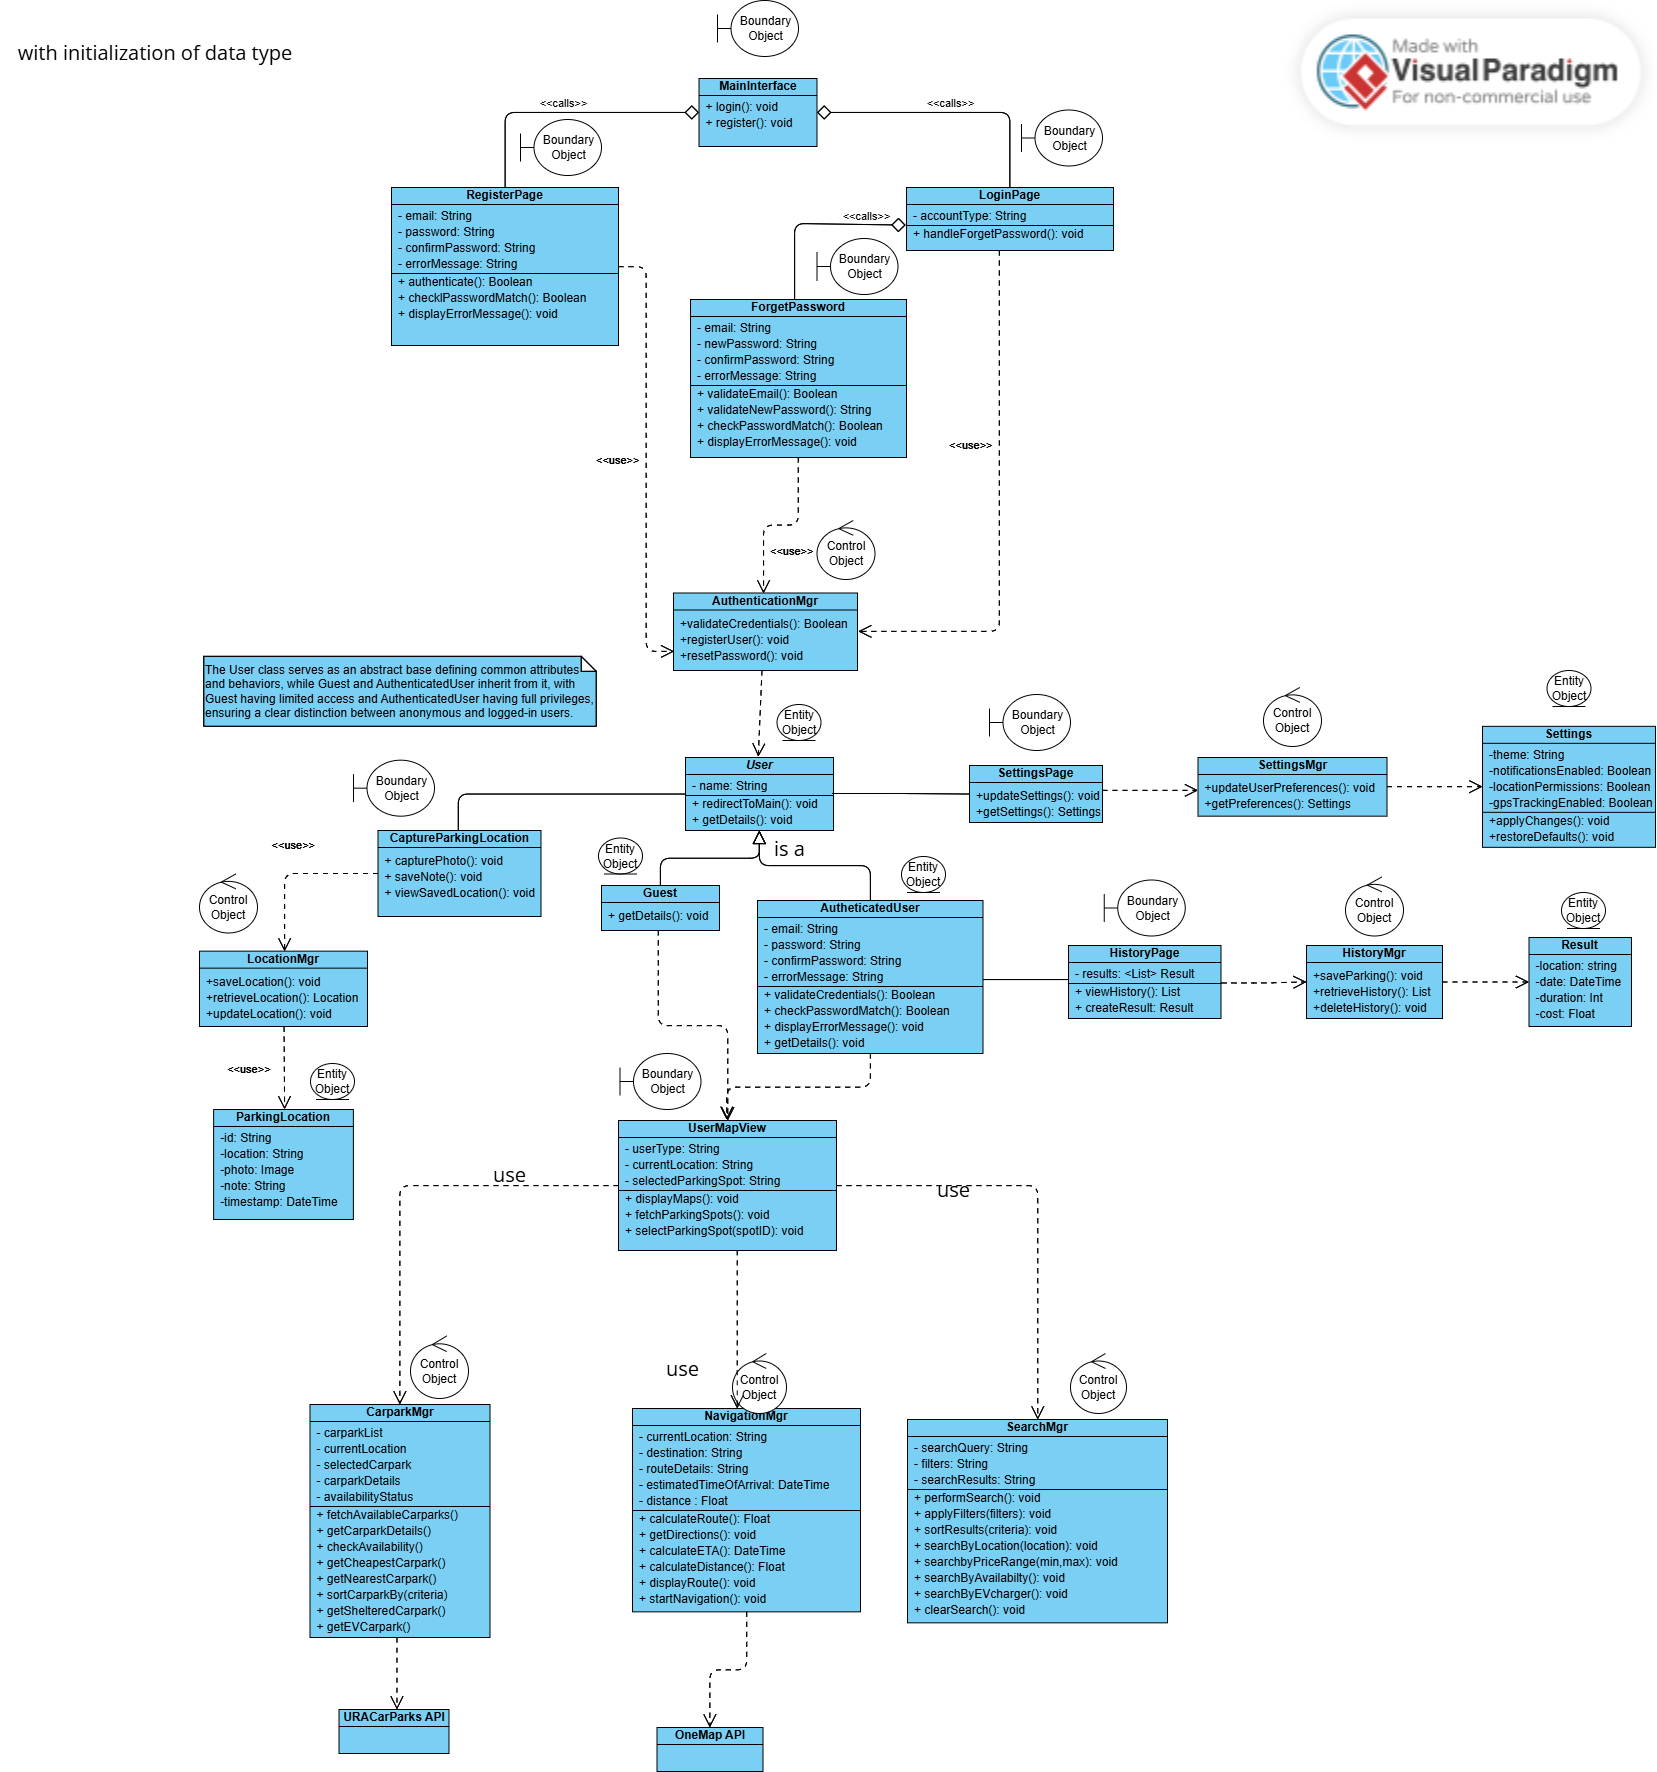 with initialization of data type
Made with
Visual Paradigm
For non-commercial use
Boundary
Object
MainInterface
+ login(): void
+ register(): void
<<calls>>
<<calls>>
Boundary
Object
Boundary
Object
RegisterPage
- email: String
- password: String
- confirmPassword: String
- errorMessage: String
+ authenticate(): Boolean
+ checklPasswordMatch(): Boolean
+ displayErrorMessage(): void
LoginPage
- accountType: String
+ handleForgetPassword(): void
<<calls>>
Boundary
Object
ForgetPassword
- email: String
- newPassword: String
- confirmPassword: String
- errorMessage: String
+ validateEmail(): Boolean
+ validateNewPassword(): String
+ checkPasswordMatch(): Boolean
+ displayErrorMessage(): void
<<use>>
<<use>>
<<use>>
Control
Object
AuthenticationMgr
+validateCredentials(): Boolean
+registerUser(): void
+resetPassword(): void
The User class serves as an abstract base defining common attributes
and behaviors, while Guest and AuthenticatedUser inherit from it, with
Guest having limited access and AuthenticatedUser having full privileges,
ensuring a clear distinction between anonymous and logged-in users.
Entity
Object
User
- name: String
+ redirectToMain(): void
+ getDetails(): void
Boundary
Object
SettingsPage
+updateSettings(): void
+getSettings(): Settings
Control
Object
SettingsMgr
+updateUserPreferences(): void
+getPreferences(): Settings
Entity
Object
Settings
-theme: String
-notificationsEnabled: Boolean
-locationPermissions: Boolean
-gpsTrackingEnabled: Boolean
+applyChanges(): void
+restoreDefaults(): void
Boundary
Object
CaptureParkingLocation
+ capturePhoto(): void
+ saveNote(): void
+ viewSavedLocation(): void
<<use>>
Control
Object
LocationMgr
+saveLocation(): void
+retrieveLocation(): Location
+updateLocation(): void
<<use>>
Entity
Object
ParkingLocation
-id: String
-location: String
-photo: Image
-note: String
-timestamp: DateTime
is a
Entity
Object
Guest
+ getDetails(): void
Entity
Object
AutheticatedUser
- email: String
- password: String
- confirmPassword: String
- errorMessage: String
+ validateCredentials(): Boolean
+ checkPasswordMatch(): Boolean
+ displayErrorMessage(): void
+ getDetails(): void
Boundary
Object
HistoryPage
- results: <List> Result
+ viewHistory(): List
+ createResult: Result
Control
Object
HistoryMgr
+saveParking(): void
+retrieveHistory(): List
+deleteHistory(): void
Entity
Object
Result
-location: string
-date: DateTime
-duration: Int
-cost: Float
Boundary
Object
UserMapView
- userType: String
- currentLocation: String
- selectedParkingSpot: String
+ displayMaps(): void
+ fetchParkingSpots(): void
+ selectParkingSpot(spotID): void
use
use
use
Control
Object
CarparkMgr
- carparkList
- currentLocation
- selectedCarpark
- carparkDetails
- availabilityStatus
+ fetchAvailableCarparks()
+ getCarparkDetails()
+ checkAvailability()
+ getCheapestCarpark()
+ getNearestCarpark()
+ sortCarparkBy(criteria)
+ getShelteredCarpark()
+ getEVCarpark()
Control
Object
NavigationMgr
- currentLocation: String
- destination: String
- routeDetails: String
- estimatedTimeOfArrival: DateTime
- distance : Float
+ calculateRoute(): Float
+ getDirections(): void
+ calculateETA(): DateTime
+ calculateDistance(): Float
+ displayRoute(): void
+ startNavigation(): void
Control
Object
SearchMgr
- searchQuery: String
- filters: String
- searchResults: String
+ performSearch(): void
+ applyFilters(filters): void
+ sortResults(criteria): void
+ searchByLocation(location): void
+ searchbyPriceRange(min,max): void
+ searchByAvailabilty(): void
+ searchByEVcharger(): void
+ clearSearch(): void
URACarParks API
OneMap API